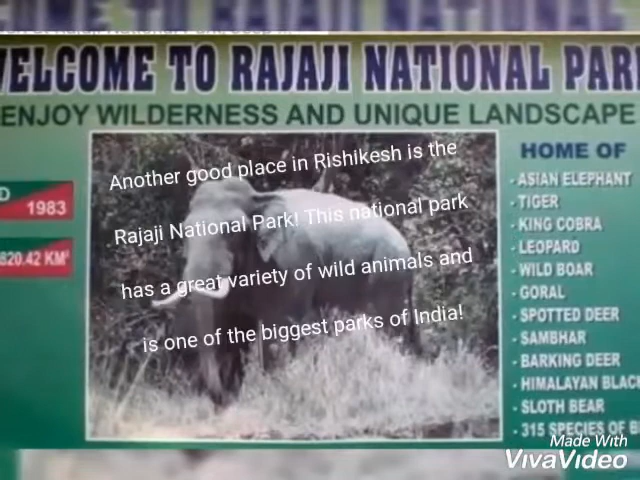 WELCOME TO RAJAJI NATIONAL PARK
ENJOY WILDERNESS AND UNIQUE LANDSCAPE
1983
820.42 KM²
Another good place in Rishikesh is the
Rajaji National Park! This national park
has a great variety of wild animals and
is one of the biggest parks of India!
HOME OF
- ASIAN ELEPHANT
- TIGER
- KING COBRA
- LEOPARD
- WILD BOAR
- GORAL
- SPOTTED DEER
- SAMBHAR
- BARKING DEER
- HIMALAYAN BLACK
- SLOTH BEAR
- 315 SPECIES OF
Made With
VivaVideo